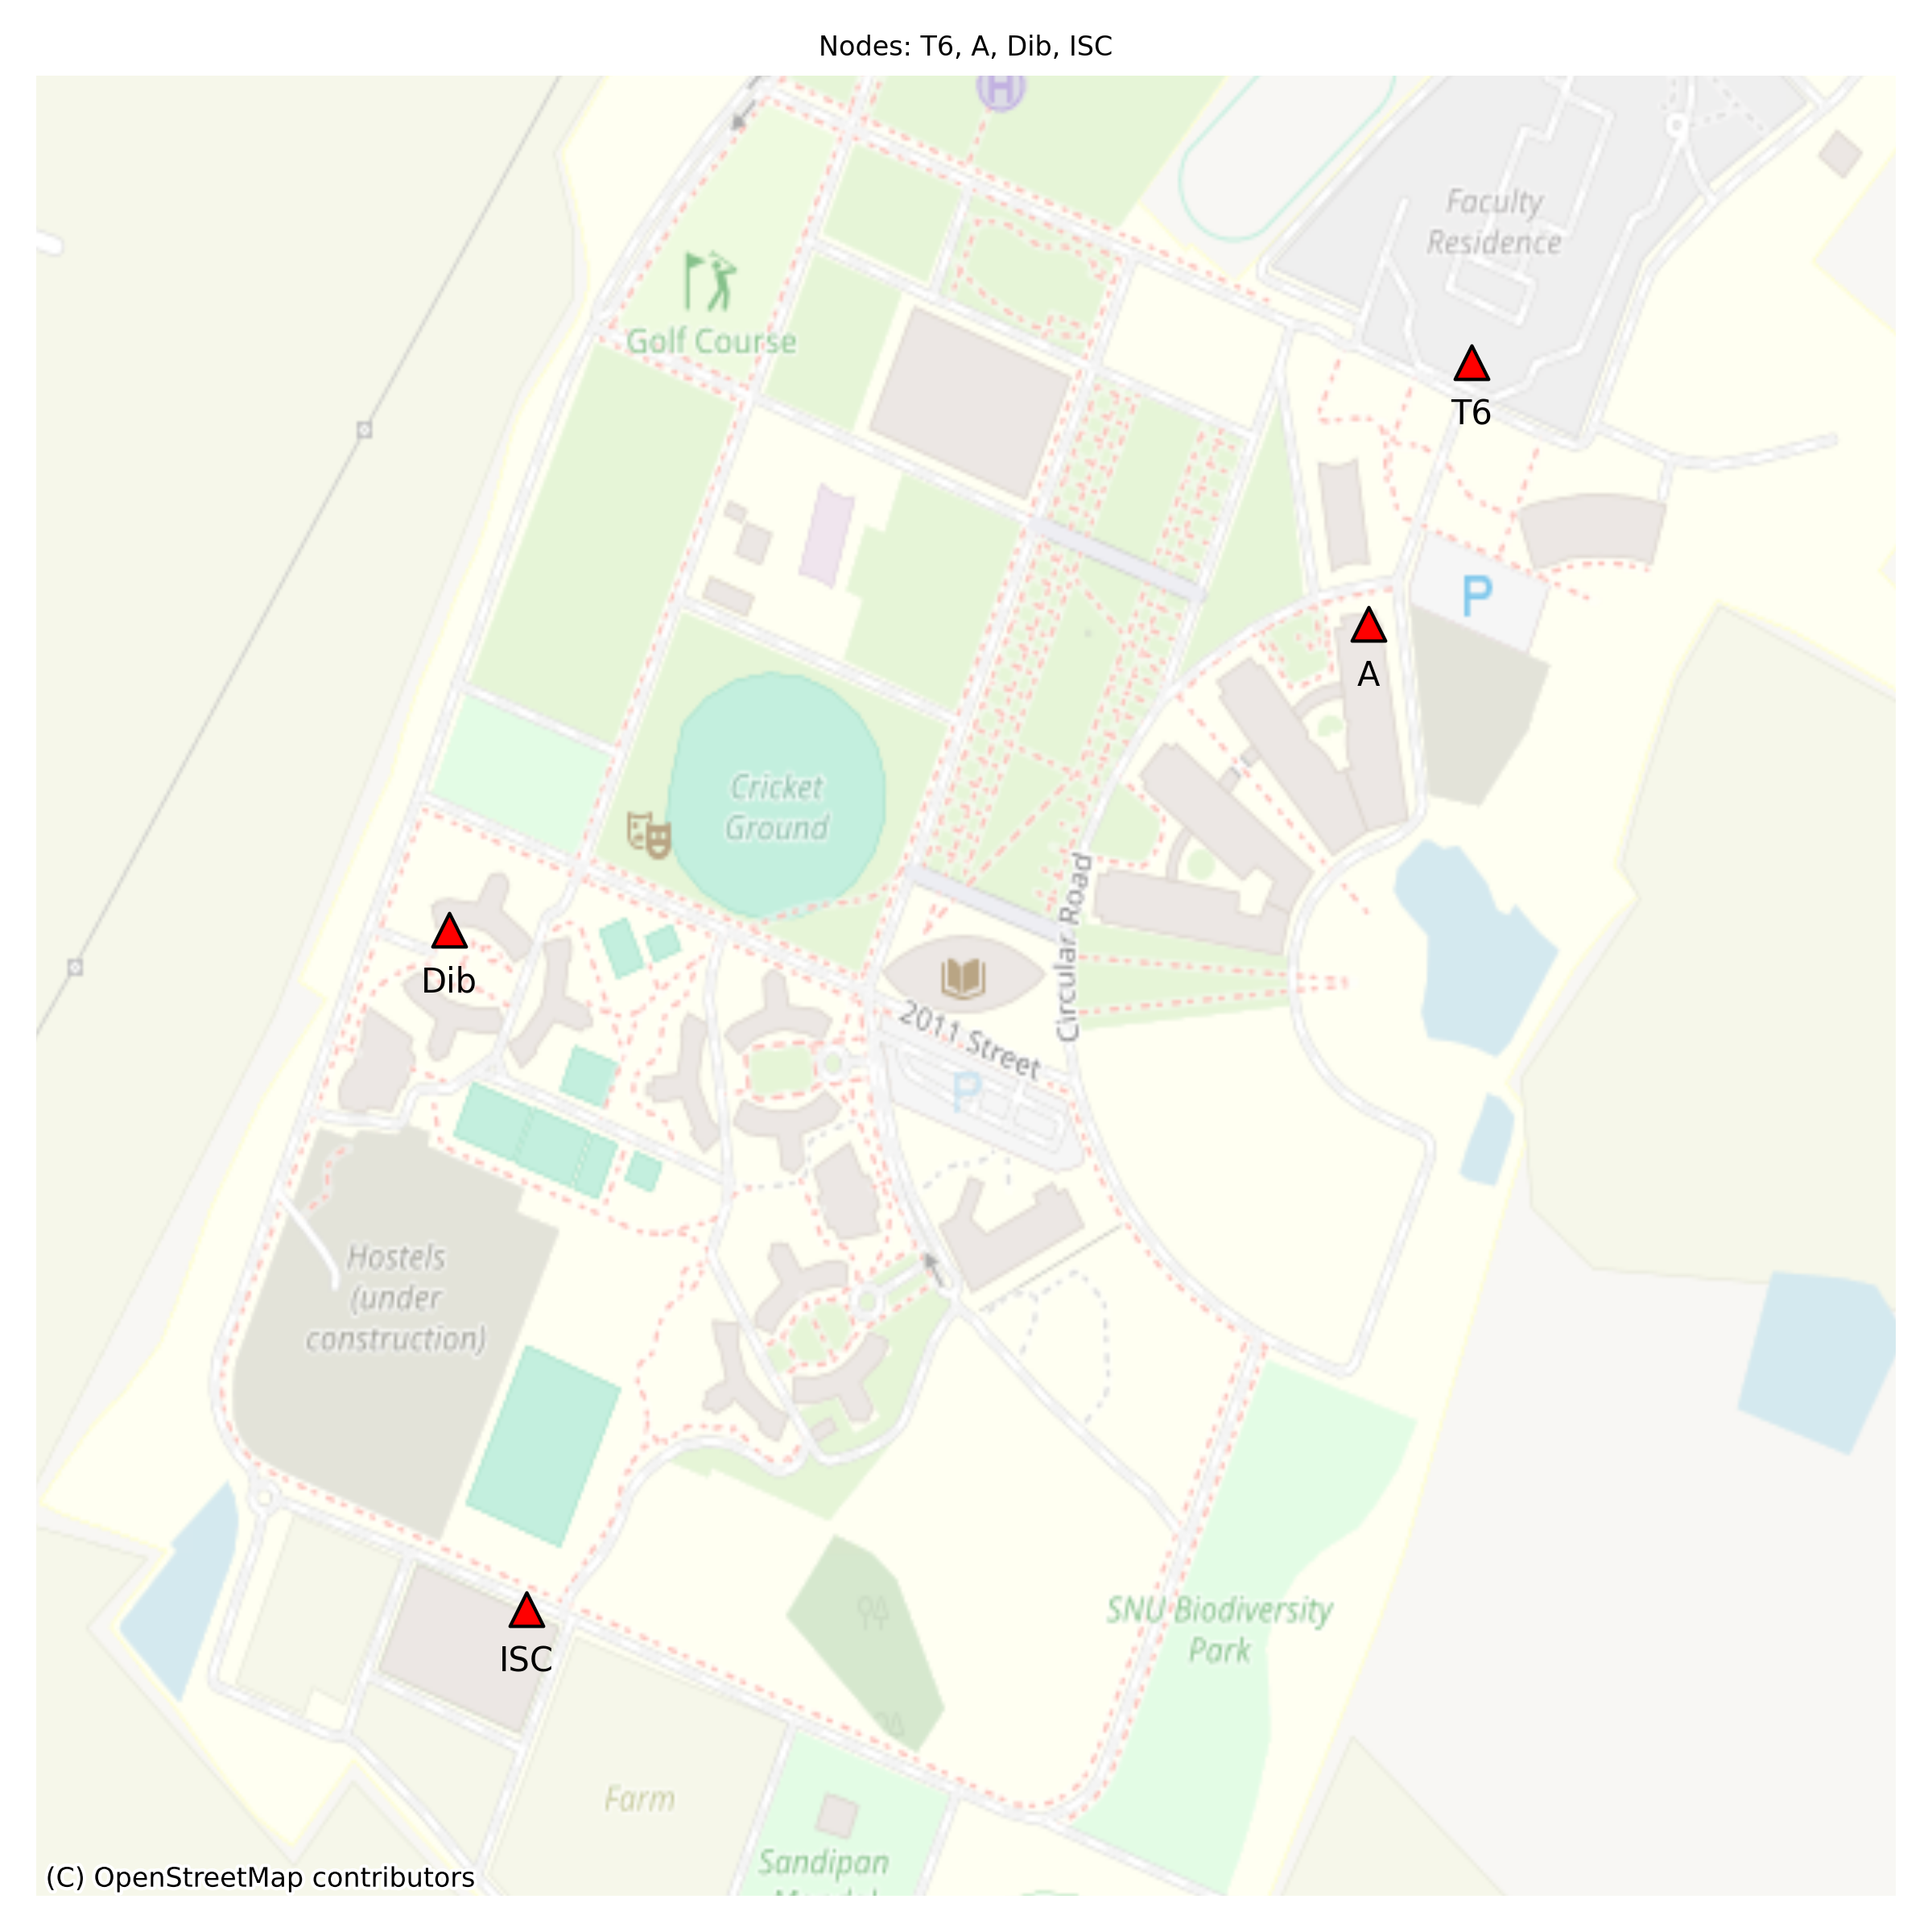 Nodes: T6, A, Dib, ISC
H
Faculty
Residence
Golf Course
T6
P
A
Cricket
Ground
Dib
Circular Road
2011 Street
P
Hostels
(under
construction)
SNU Biodiversity
Park
ISC
Farm
Sandipan
(C) OpenStreetMap contributors